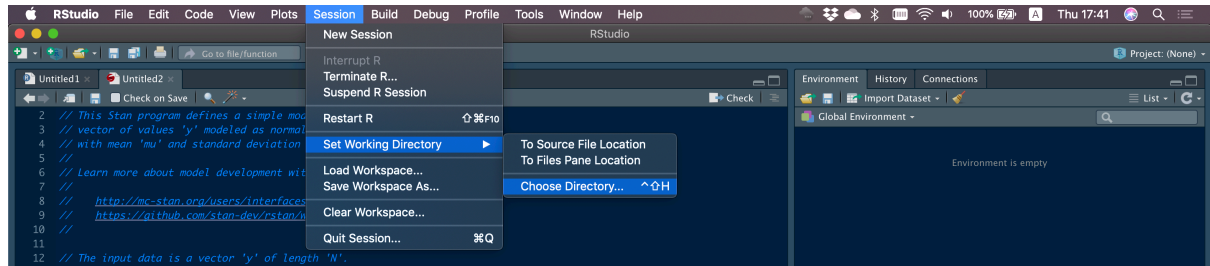 RStudio File Edit Code View Plots Session Build Debug Profile Tools Window Help 100% A Thu 17:41
RStudio
Go to file/function
Project: (None)
Untitled1 × Untitled2 ×
Check on Save
Check
2 // This Stan program defines a simple mod
3 // vector of values 'y' modeled as normal
4 // with mean 'mu' and standard deviation
5 //
6 // Learn more about model development wit
7 //
8 // http://mc-stan.org/users/interfaces
9 // https://github.com/stan-dev/rstan/w
10 //
11
12 // The input data is a vector 'y' of length 'N'.
New Session
Interrupt R
Terminate R...
Suspend R Session
Restart R ⇧⌘F10
Set Working Directory ▶
Load Workspace...
Save Workspace As...
Clear Workspace...
Quit Session... ⌘Q
To Source File Location
To Files Pane Location
Choose Directory... ^⇧H
Environment History Connections
Import Dataset
List
Global Environment
Environment is empty